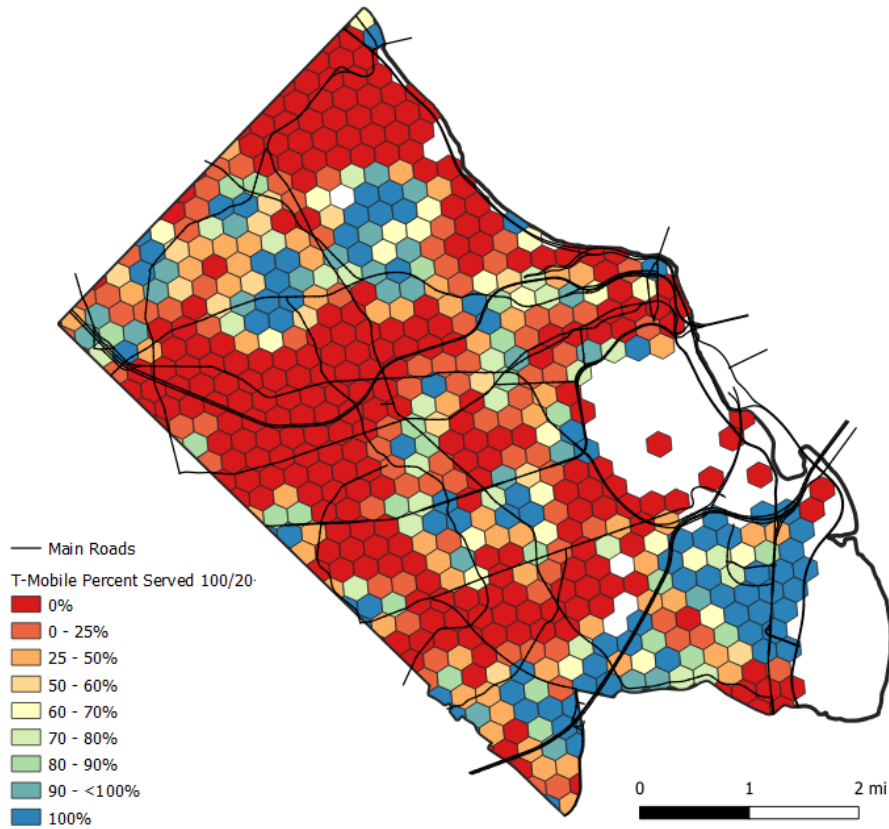 Main Roads
T-Mobile Percent Served 100/20-
0%
0 - 25%
25 - 50%
50 - 60%
60 - 70%
70 - 80%
80 - 90%
90 - <100%
100%
0 1 2 mi